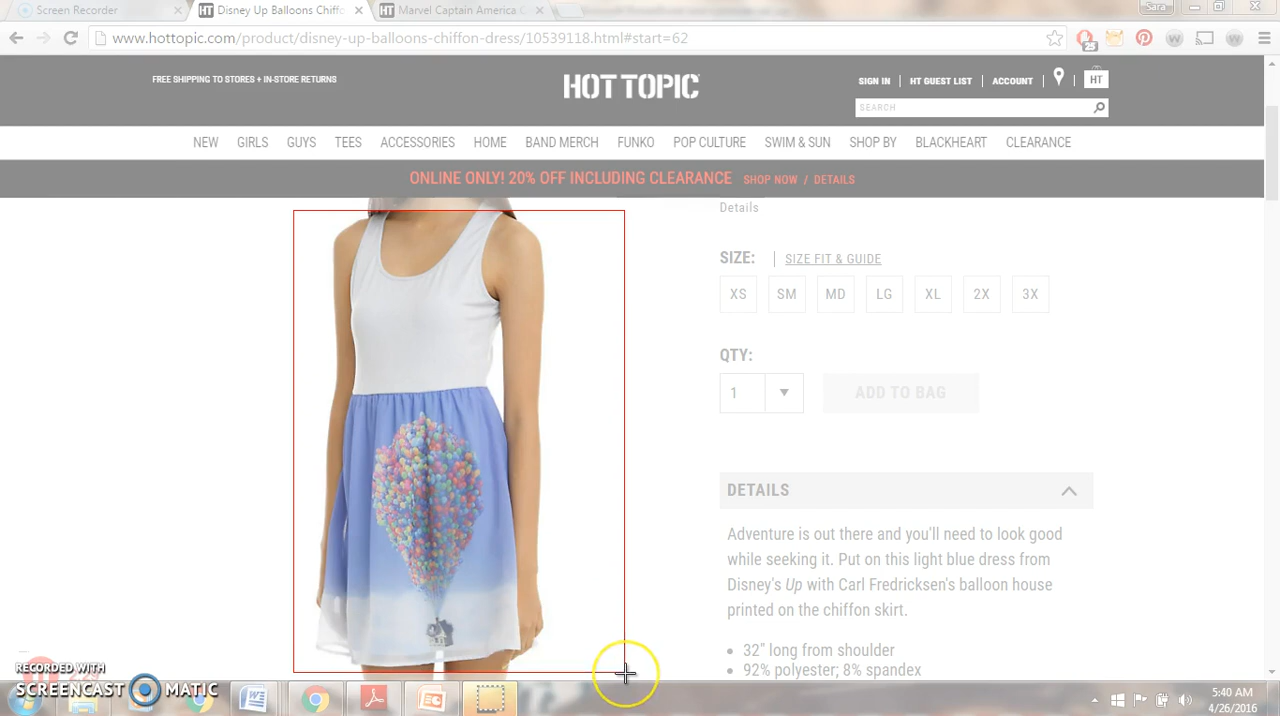 Screen Recorder
Disney Up Balloons Chiffo
Marvel Captain America C
Sara
www.hottopic.com/product/disney-up-balloons-chiffon-dress/10539118.html#start=62
25
FREE SHIPPING TO STORES + IN-STORE RETURNS
HOT TOPIC
SIGN IN | HT GUEST LIST | ACCOUNT | | HT
SEARCH
NEW GIRLS GUYS TEES ACCESSORIES HOME BAND MERCH FUNKO POP CULTURE SWIM & SUN SHOP BY BLACKHEART CLEARANCE
ONLINE ONLY! 20% OFF INCLUDING CLEARANCE SHOP NOW / DETAILS
Details
SIZE: | SIZE FIT & GUIDE
XS SM MD LG XL 2X 3X
QTY:
1 ADD TO BAG
DETAILS
Adventure is out there and you'll need to look good
while seeking it. Put on this light blue dress from
Disney's Up with Carl Fredricksen's balloon house
printed on the chiffon skirt.
• 32" long from shoulder
• 92% polyester; 8% spandex
RECORDED WITH
SCREENCAST MATIC
5:40 AM
4/26/2016